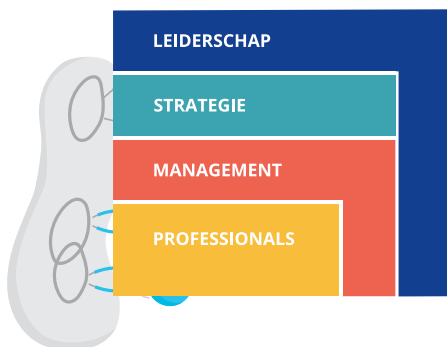 LEIDERSCHAP
STRATEGIE
MANAGEMENT
PROFESSIONALS